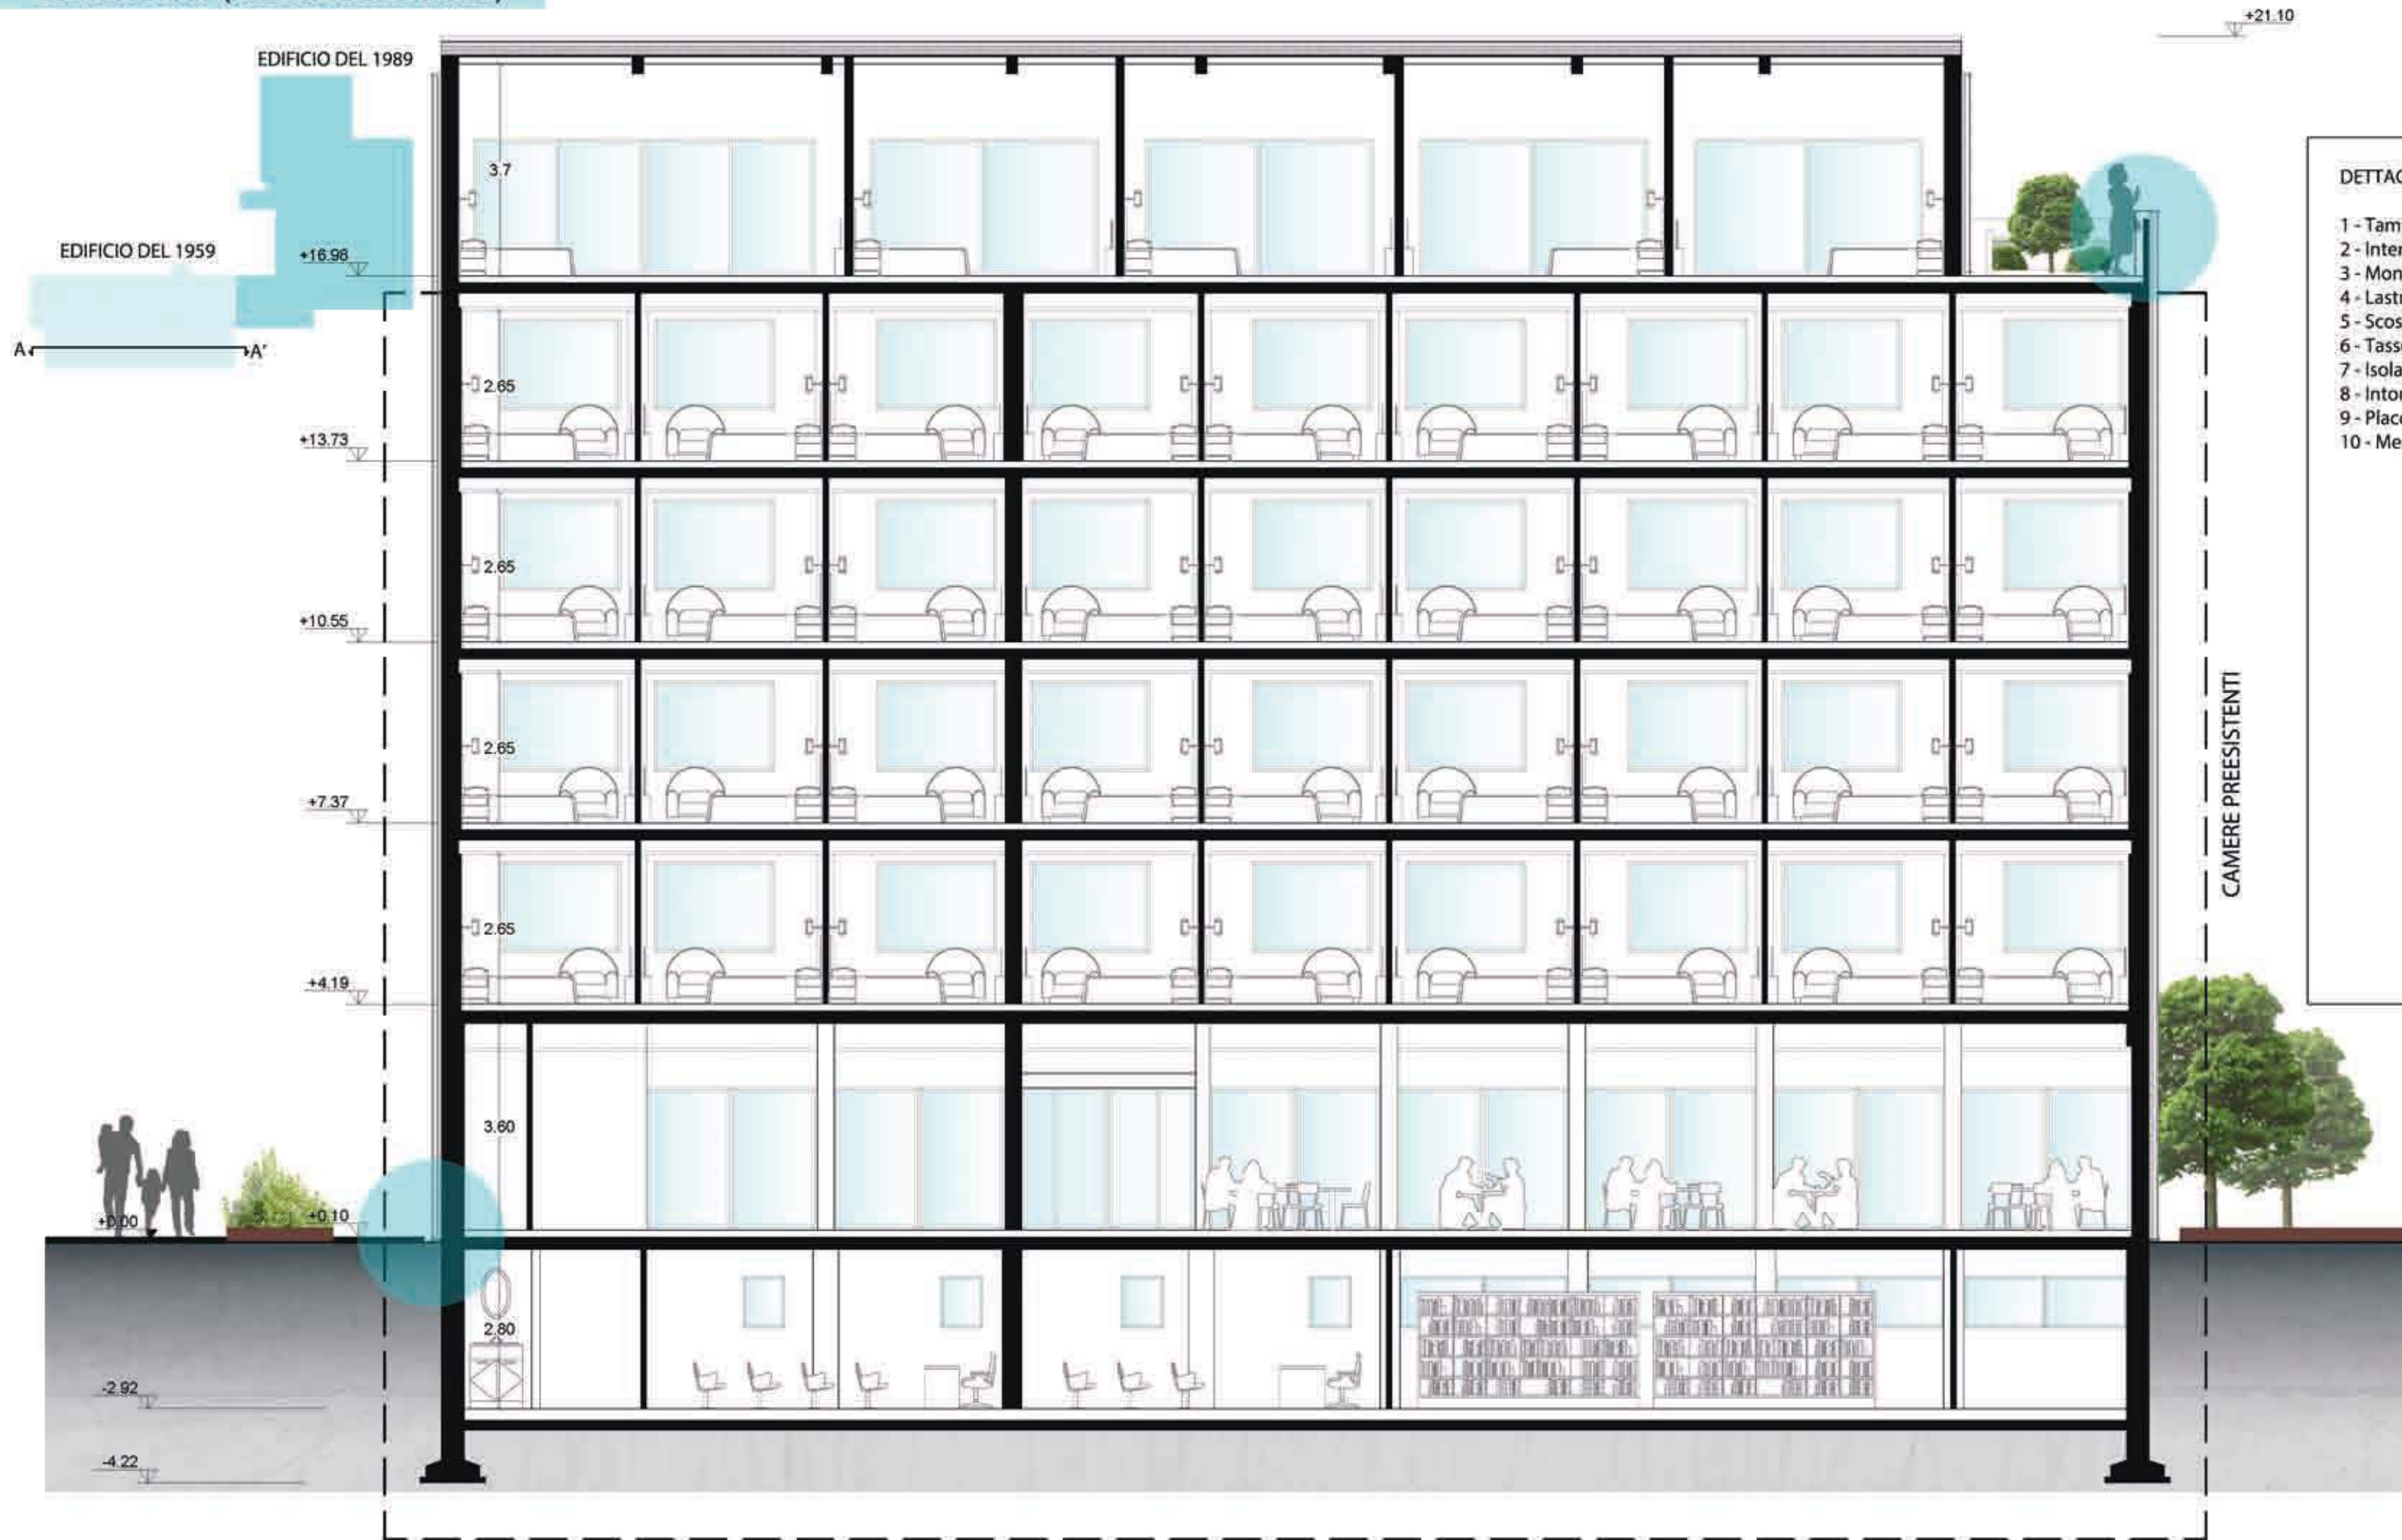 +21.10
EDIFICIO DEL 1989
EDIFICIO DEL 1959
A
A'
+16.98
+13.73
+10.55
+7.37
+4.19
+0.10
+0.00
-2.92
-4.22
3.7
2.65
2.65
2.65
2.65
3.60
2.80
CAMERE PREESISTENTI
DETTAG
1 - Tam
2 - Inter
3 - Mon
4 - Lastr
5 - Scos
6 - Tass
7 - Isola
8 - Inton
9 - Plac
10 - Me